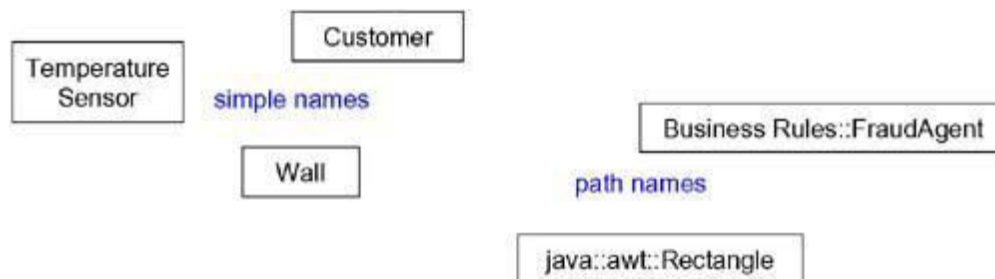 Customer
Temperature
Sensor
simple names
Business Rules::FraudAgent
Wall
path names
java::awt::Rectangle